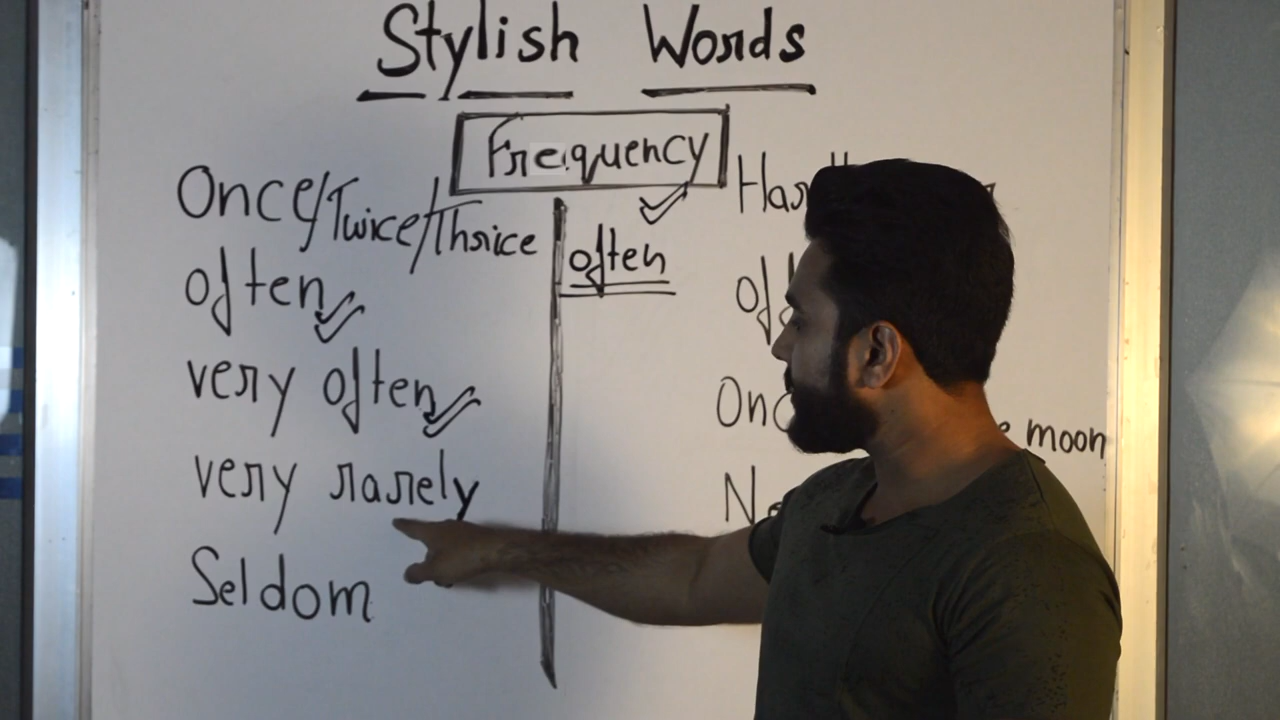 Stylish Words
Frequency
Once/Twice/Thrice
often
very often
very rarely
Seldom
often
moon